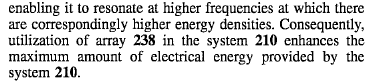 enabling it to resonate at higher frequencies at which there
are correspondingly higher energy densities. Consequently,
utilization of array 238 in the system 210 enhances the
maximum amount of electrical energy provided by the
system 210.